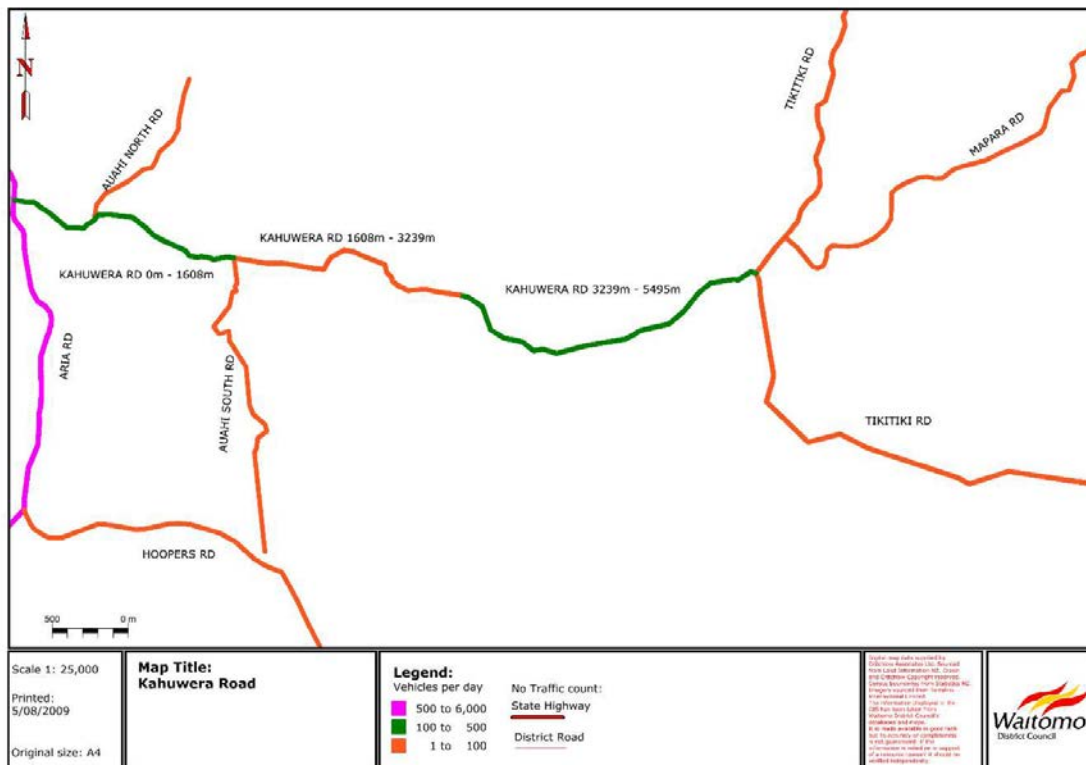 N
AUAHI NORTH RD
TIKITIKI RD
MAPARA RD
KAHUWERA RD 1608m - 3239m
KAHUWERA RD 0m - 1608m
KAHUWERA RD 3239m - 5495m
ARIA RD
AUAHI SOUTH RD
TIKITIKI RD
HOOPERS RD
500 0 m
Scale 1: 25,000
Printed:
5/08/2009
Original size: A4
Map Title:
Kahuwera Road
Legend:
Vehicles per day
500 to 6,000
100 to 500
1 to 100
No Traffic count:
State Highway
District Road
Waitomo
District Council